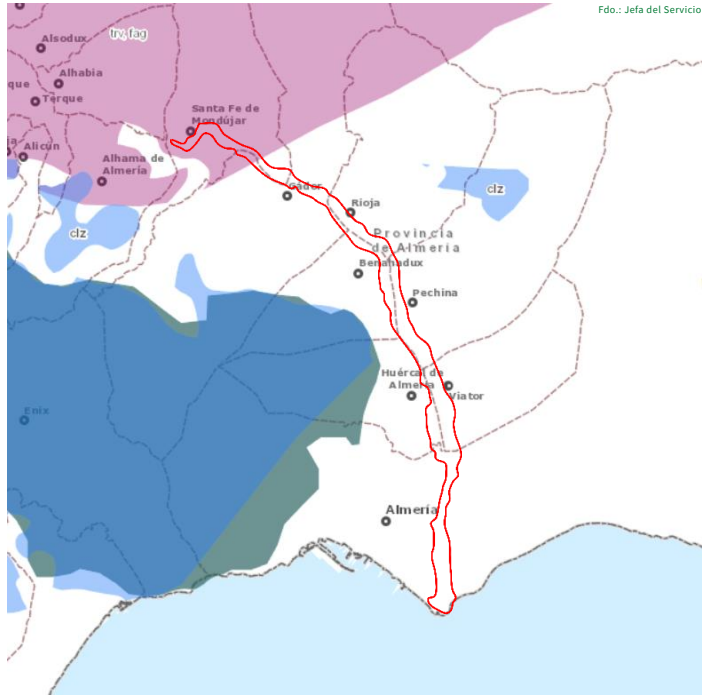 Fdo.: Jefa del Servicio
trv, fag
Alsodux
Alhabia
que
Terque
Santa Fe de
Mondújar
ía
Alicún
Alhama de
Almería
Gádor
clz
Rioja
clz
Provincia
de Almería
Benahadux
Pechina
Huércal de
Almería
Viator
Enix
Almería